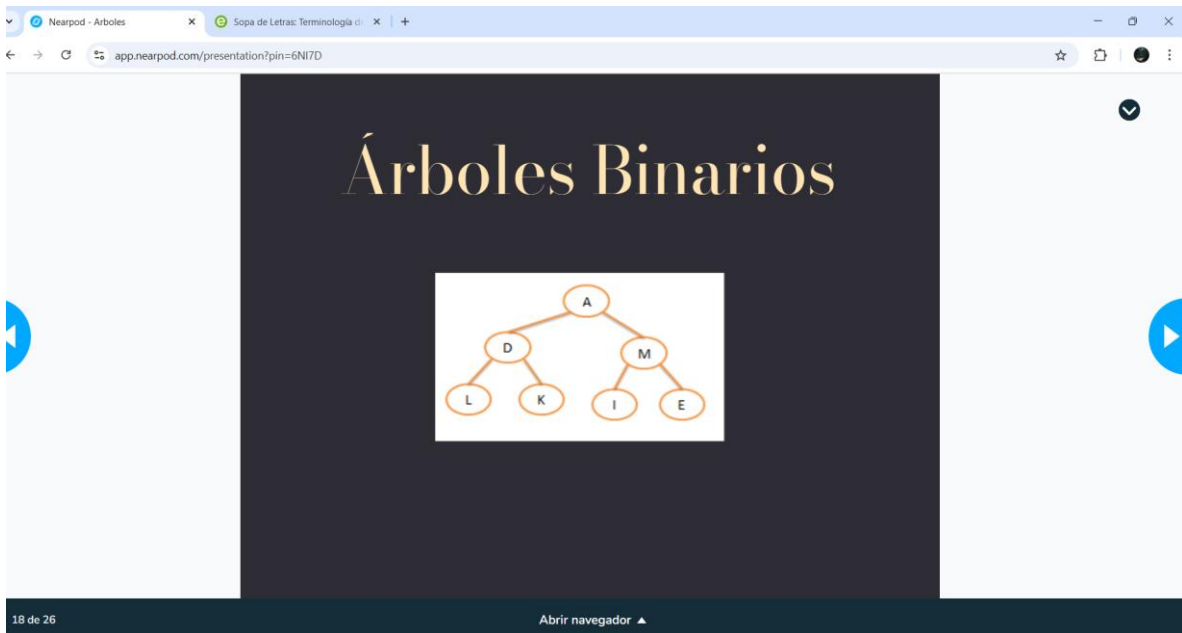 Nearpod - Arboles
Sopa de Letras: Terminología d
app.nearpod.com/presentation?pin=6NI7D
Árboles Binarios
A
D
M
L
K
I
E
18 de 26
Abrir navegador